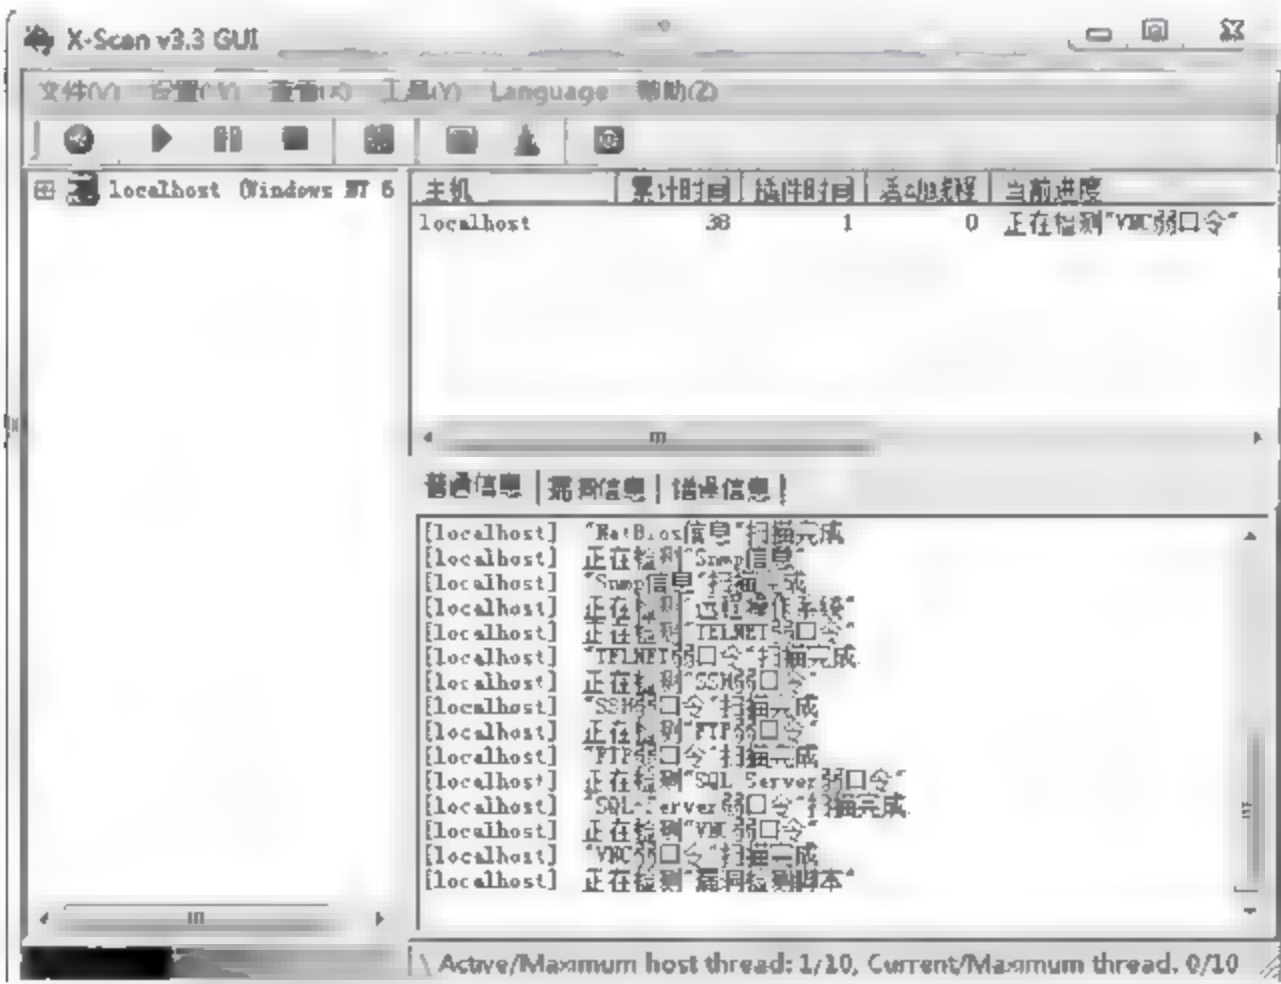 X-Scan v3.3 GUI
文件(V) 设置(W) 查看(X) 工具(Y) Language 帮助(Z)
localhost (Windows NT 6
主机 累计时间 插件时间 活动线程 当前进度
localhost 38 1 0 正在检测"VNC弱口令"
普通信息 漏洞信息 错误信息
[localhost] "NetBios信息"扫描完成
[localhost] 正在检测"Snmp信息"
[localhost] "Snmp信息"扫描完成
[localhost] 正在检测"远程操作系统"
[localhost] 正在检测"TELNET弱口令"
[localhost] "TELNET弱口令"扫描完成
[localhost] 正在检测"SSH弱口令"
[localhost] "SSH弱口令"扫描完成
[localhost] 正在检测"FTP弱口令"
[localhost] "FTP弱口令"扫描完成
[localhost] 正在检测"SQL-Server弱口令"
[localhost] "SQL-Server弱口令"扫描完成
[localhost] 正在检测"VNC弱口令"
[localhost] "VNC弱口令"扫描完成
[localhost] 正在检测"漏洞检测脚本"
Active/Maximum host thread: 1/10, Current/Maximum thread: 0/10